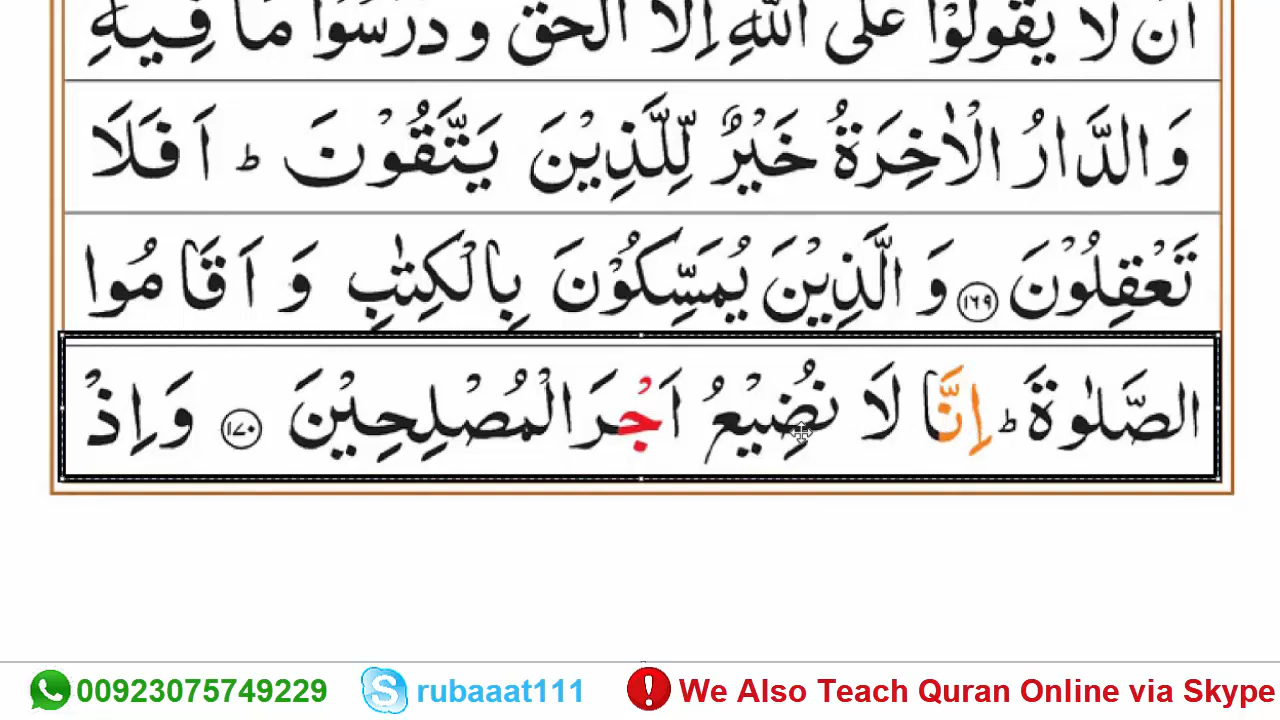 اَنْ لَّا یَقُوْلُوْا عَلَی اللّٰهِ اِلَّا الْحَقَّ وَ دَرَسُوْا مَا فِیْهِ
وَ الدَّارُ الْاٰخِرَةُ خَیْرٌ لِّلَّذِیْنَ یَتَّقُوْنَ ؕ اَفَلَا
تَعْقِلُوْنَ ۱۶۹ وَ الَّذِیْنَ یُمَسِّكُوْنَ بِالْكِتٰبِ وَ اَقَامُوا
الصَّلٰوةَ ؕ اِنَّا لَا نُضِیْعُ اَجْرَ الْمُصْلِحِیْنَ ۱۷۰ وَ اِذْ
00923075749229 rubaaat111 We Also Teach Quran Online via Skype